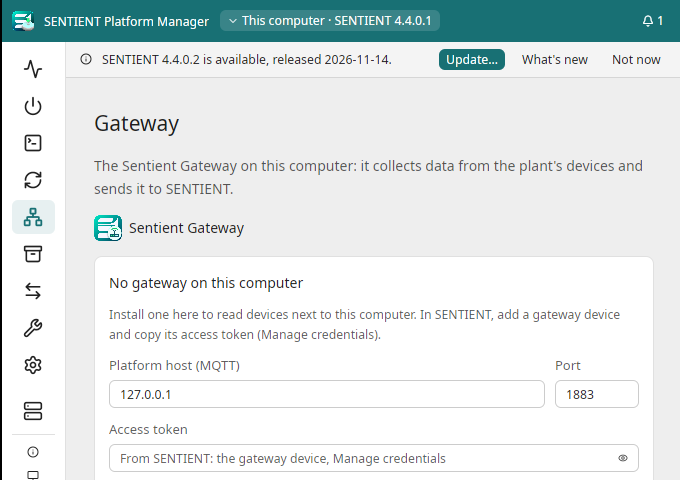 SENTIENT Platform Manager
This computer · SENTIENT 4.4.0.1
1
SENTIENT 4.4.0.2 is available, released 2026-11-14.
Update...
What's new
Not now
Gateway
The Sentient Gateway on this computer: it collects data from the plant's devices and
sends it to SENTIENT.
Sentient Gateway
No gateway on this computer
Install one here to read devices next to this computer. In SENTIENT, add a gateway device
and copy its access token (Manage credentials).
Platform host (MQTT)
Port
127.0.0.1
1883
Access token
From SENTIENT: the gateway device, Manage credentials